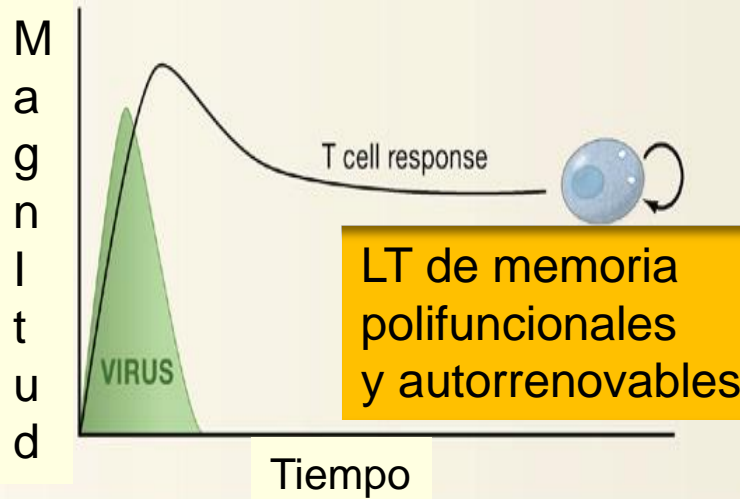 M
a
g
n
I
t
u
d
T cell response
LT de memoria
polifuncionales
y autorrenovables
VIRUS
Tiempo